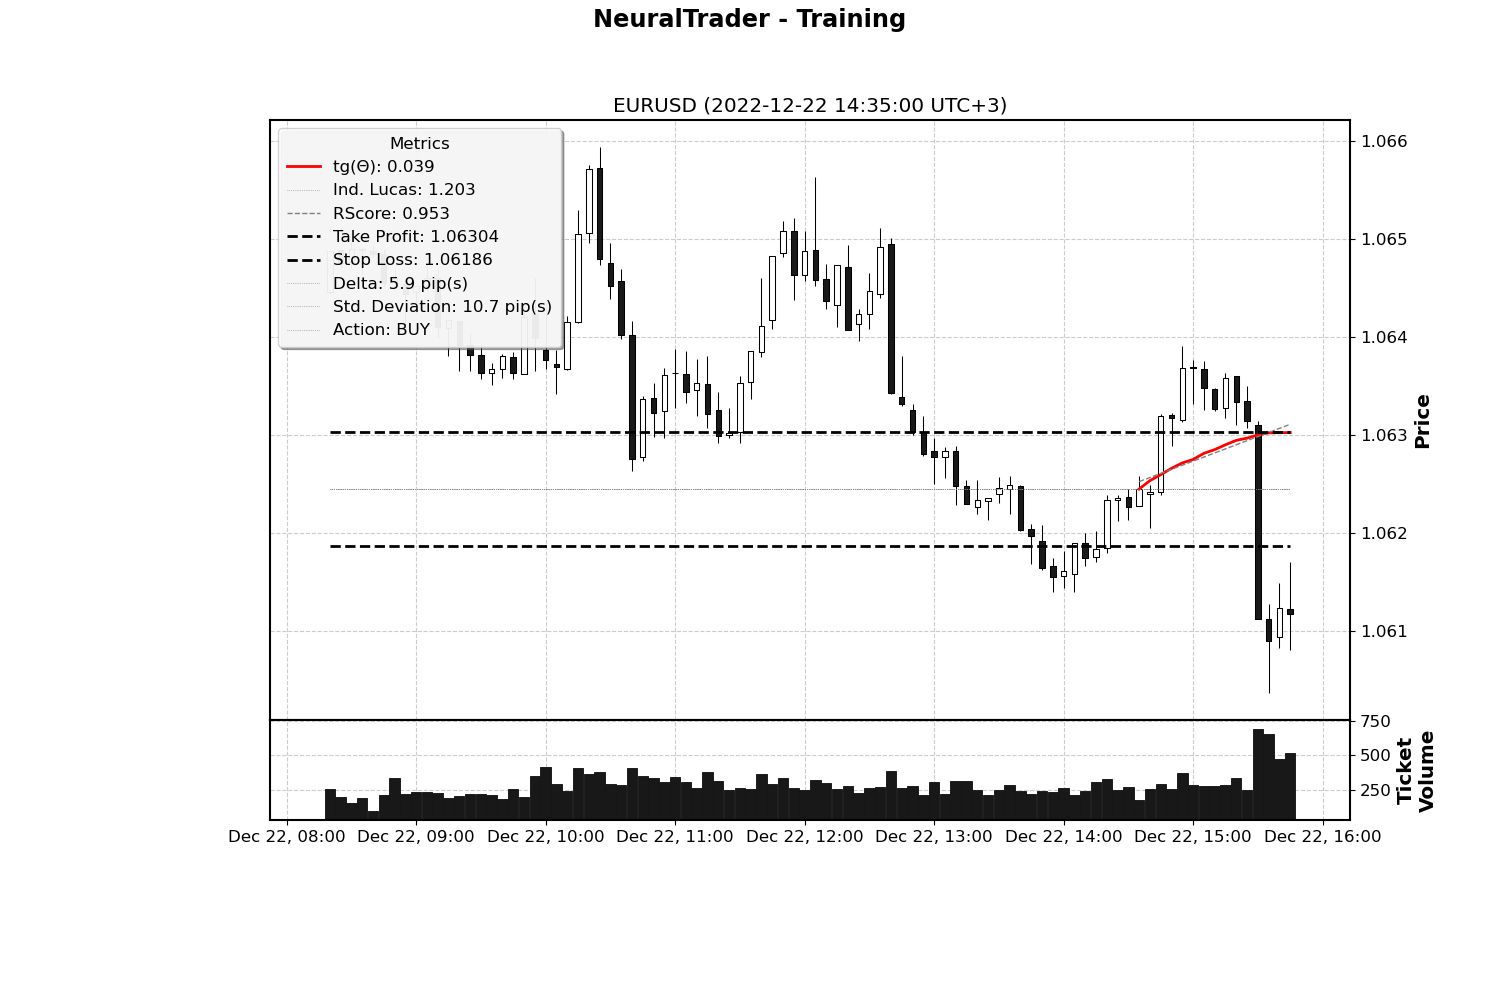 NeuralTrader - Training
EURUSD (2022-12-22 14:35:00 UTC+3)
Metrics
tg(Θ): 0.039
Ind. Lucas: 1.203
RScore: 0.953
Take Profit: 1.06304
Stop Loss: 1.06186
Delta: 5.9 pip(s)
Std. Deviation: 10.7 pip(s)
Action: BUY
1.066
1.065
1.064
1.063
1.062
1.061
Price
750
500
250
Ticket
Volume
Dec 22, 08:00
Dec 22, 09:00
Dec 22, 10:00
Dec 22, 11:00
Dec 22, 12:00
Dec 22, 13:00
Dec 22, 14:00
Dec 22, 15:00
Dec 22, 16:00